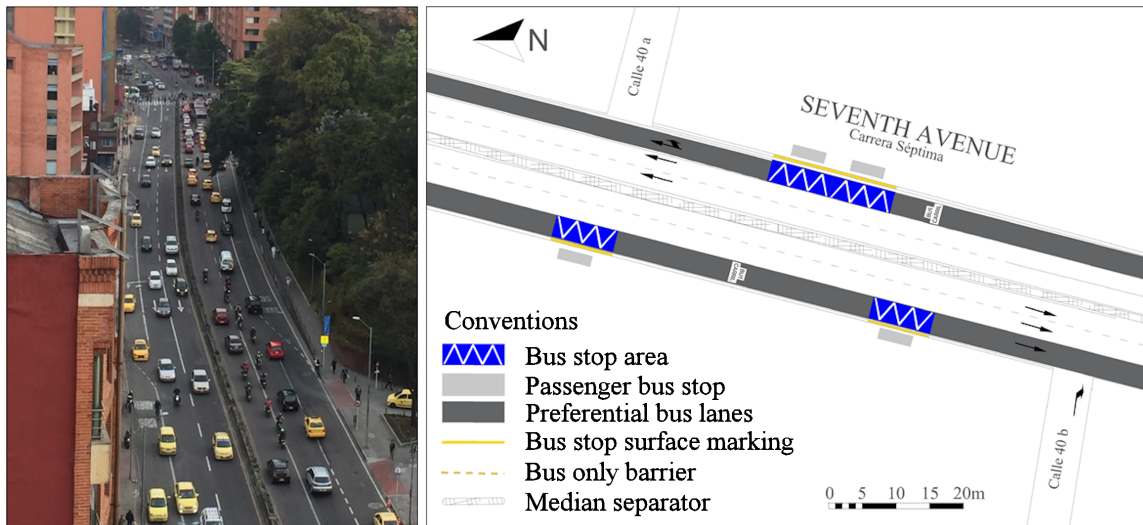 N
Calle 40 a
SEVENTH AVENUE
Carrera Séptima
Conventions
Bus stop area
Passenger bus stop
Preferential bus lanes
Bus stop surface marking
Bus only barrier
Median separator
Calle 40 b
0 5 10 15 20m